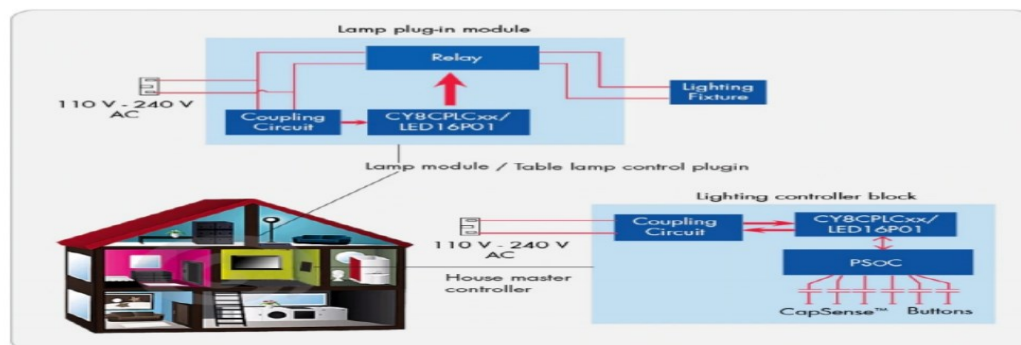 Lamp plug-in module
Relay
110 V - 240 V
AC
Coupling
Circuit
CY8CPLCxx/
LED16P01
Lighting
Fixture
Lamp module / Table lamp control plugin
Lighting controller block
110 V - 240 V
AC
Coupling
Circuit
CY8CPLCxx/
LED16P01
House master
controller
PSoC
CapSense™ Buttons